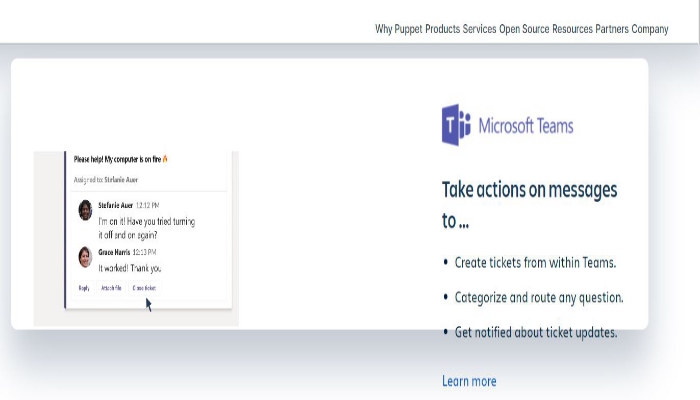 Why Puppet Products Services Open Source Resources Partners Company
Please help! My computer is on fire 🔥
Assigned to: Stefanie Auer
Stefanie Auer 12:12 PM
I'm on it! Have you tried turning
it off and on again?
Grace Harris 12:13 PM
It worked! Thank you
Reply Attach file Close ticket
Microsoft Teams
Take actions on messages
to ...
• Create tickets from within Teams.
• Categorize and route any question.
• Get notified about ticket updates.
Learn more